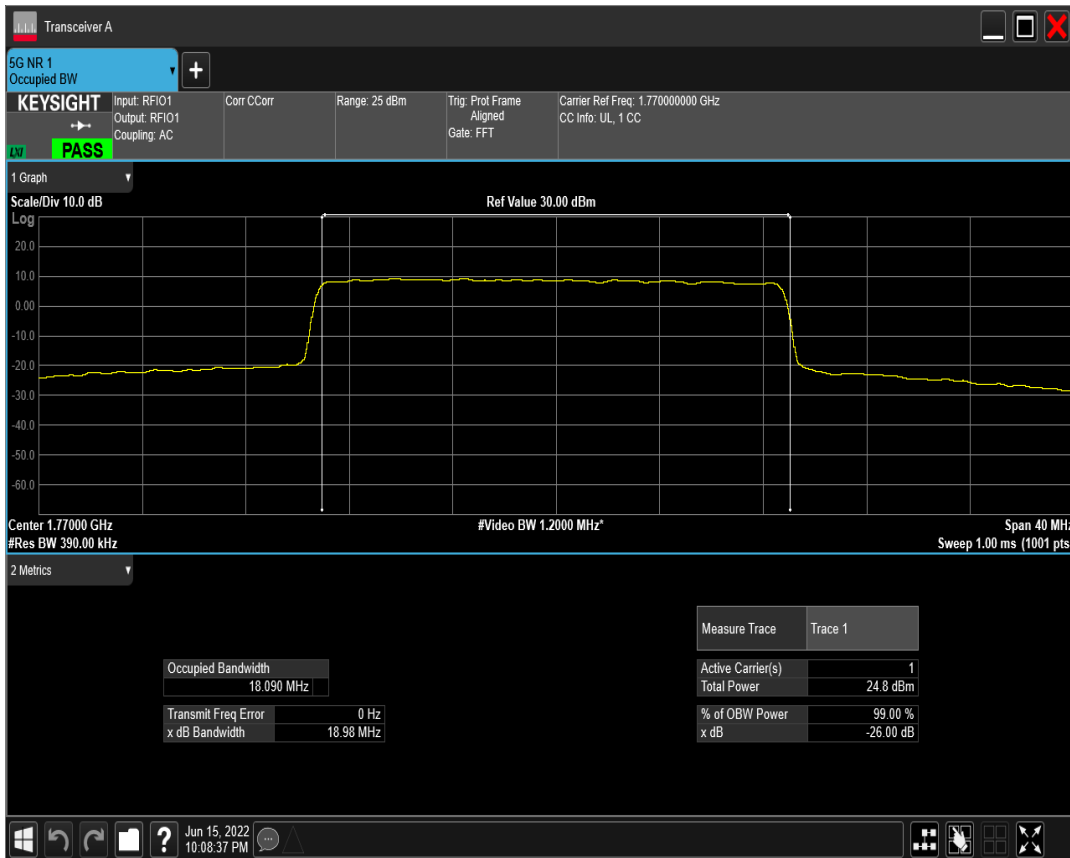 Transceiver A
5G NR 1
Occupied BW
KEYSIGHT
LXI
PASS
Input: RFIO1
Output: RFIO1
Coupling: AC
Corr CCorr
Range: 25 dBm
Trig: Prot Frame
Aligned
Gate: FFT
Carrier Ref Freq: 1.770000000 GHz
CC Info: UL, 1 CC
1 Graph
Scale/Div 10.0 dB
Ref Value 30.00 dBm
Log
20.0
10.0
0.00
-10.0
-20.0
-30.0
-40.0
-50.0
-60.0
Center 1.77000 GHz
#Video BW 1.2000 MHz*
Span 40 MHz
#Res BW 390.00 kHz
Sweep 1.00 ms (1001 pts
2 Metrics
Measure Trace Trace 1
Occupied Bandwidth
18.090 MHz
Active Carrier(s) 1
Total Power 24.8 dBm
Transmit Freq Error 0 Hz
x dB Bandwidth 18.98 MHz
% of OBW Power 99.00 %
x dB -26.00 dB
?
Jun 15, 2022
10:08:37 PM